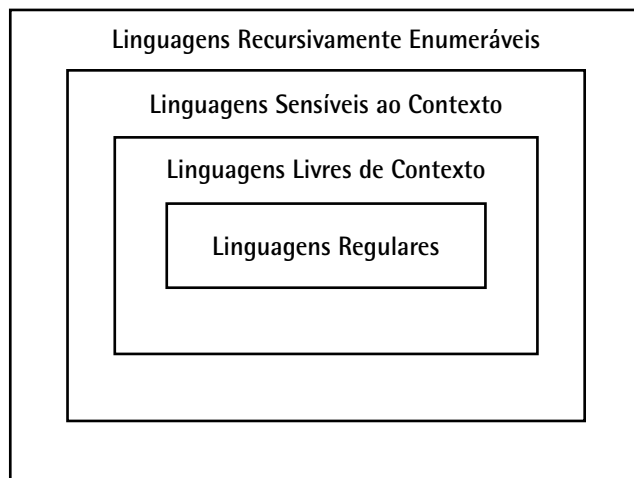 Linguagens Recursivamente Enumeráveis
Linguagens Sensíveis ao Contexto
Linguagens Livres de Contexto
Linguagens Regulares